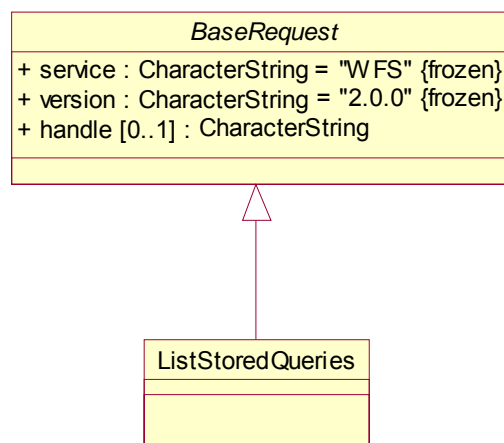 BaseRequest
+ service : CharacterString = "WFS" {frozen}
+ version : CharacterString = "2.0.0" {frozen}
+ handle [0..1] : CharacterString
ListStoredQueries